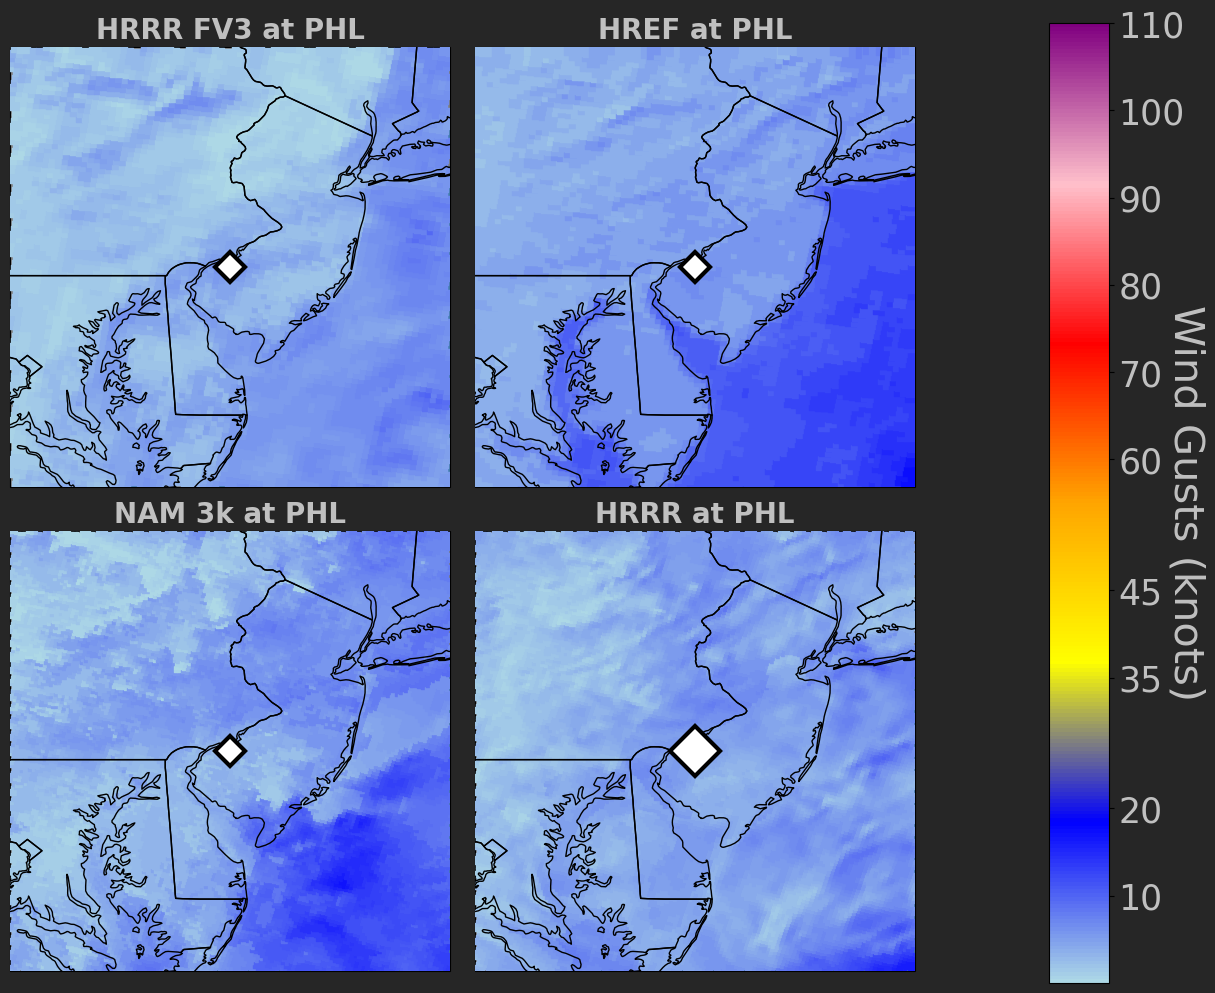 HRRR FV3 at PHL
HREF at PHL
NAM 3k at PHL
HRRR at PHL
110
100
90
80
70
60
45
35
20
10
Wind Gusts (knots)